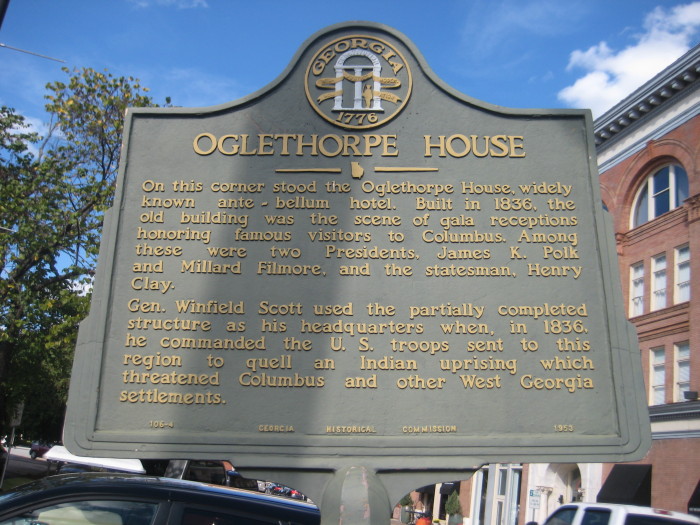 GEORGIA
1776
OGLETHORPE HOUSE
On this corner stood the Oglethorpe House, widely
known ante-bellum hotel. Built in 1836, the
old building was the scene of gala receptions
honoring famous visitors to Columbus. Among
these were two Presidents, James K. Polk
and Millard Filmore, and the statesman, Henry
Clay.
Gen. Winfield Scott used the partially completed
structure as his headquarters when, in 1836,
he commanded the U. S. troops sent to this
region to quell an Indian uprising which
threatened Columbus and other West Georgia
settlements.
106-4 GEORGIA HISTORICAL COMMISSION 1953